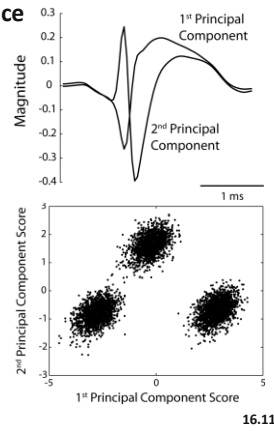 ce
0.3
0.2
0.1
0
-0.1
-0.2
-0.3
-0.4
Magnitude
1st Principal
Component
2nd Principal
Component
1 ms
3
2
1
0
-1
-2
-3
2nd Principal Component Score
-5
0
5
1st Principal Component Score
16.11